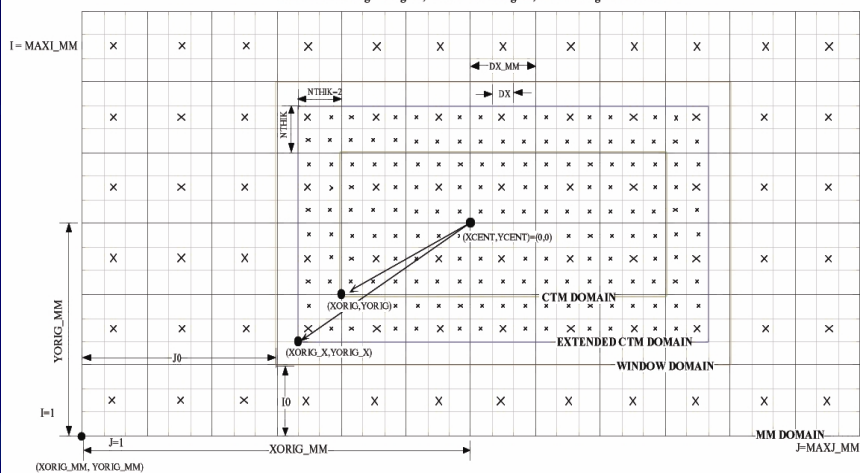 I = MAXI_MM
DX_MM
NTHIK=2
DX
NTHIK
(XCENT,YCENT)=(0,0)
CTM DOMAIN
(XORIG,YORIG)
YORIG_MM
EXTENDED CTM DOMAIN
(XORIG_X,YORIG_X)
J0
WINDOW DOMAIN
I0
I=1
J=1
MM DOMAIN
XORIG_MM
J=MAXJ_MM
(XORIG_MM, YORIG_MM)